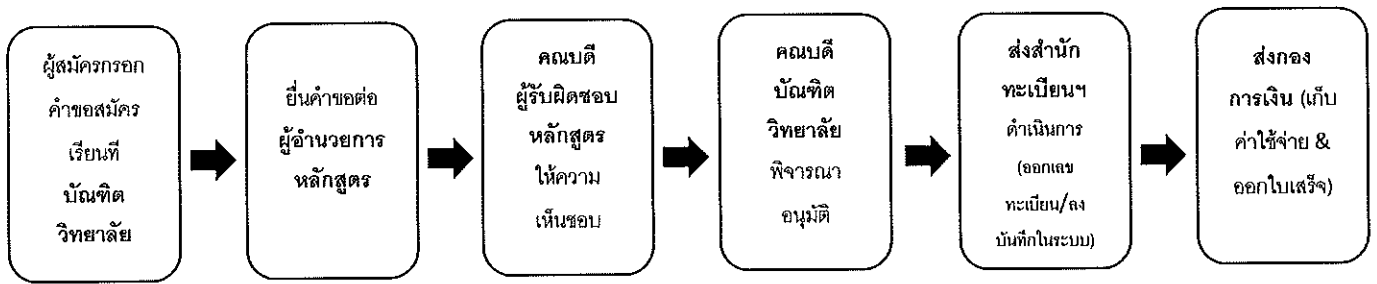 ผู้สมัครกรอก
คำขอสมัคร
เรียนที่
บัณฑิต
วิทยาลัย
ยื่นคำขอต่อ
ผู้อำนวยการ
หลักสูตร
คณบดี
ผู้รับผิดชอบ
หลักสูตร
ให้ความ
เห็นชอบ
คณบดี
บัณฑิต
วิทยาลัย
พิจารณา
อนุมัติ
ส่งสำนัก
ทะเบียนฯ
ดำเนินการ
(ออกเลข
ทะเบียน/ลง
บันทึกในระบบ)
ส่งกอง
การเงิน (เก็บ
ค่าใช้จ่าย &
ออกใบเสร็จ)